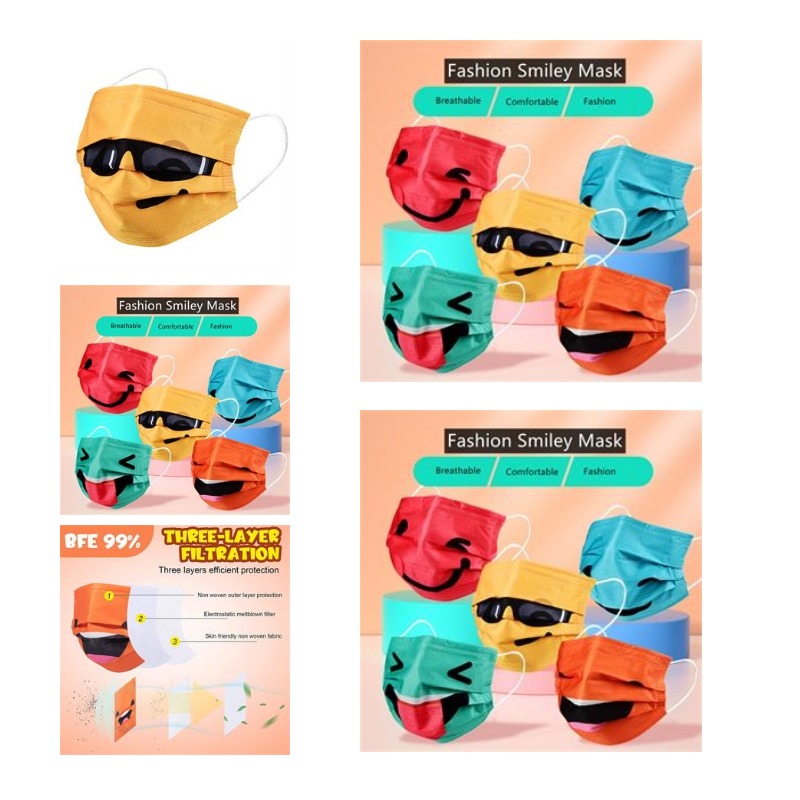 Fashion Smiley Mask
Breathable Comfortable Fashion
Fashion Smiley Mask
Breathable Comfortable Fashion
BFE 99%
THREE-LAYER
FILTRATION
Three layers efficient protection
1 Non woven outer layer protection
2 Electrostatic meltblown filter
3 Skin friendly non woven fabric
Fashion Smiley Mask
Breathable Comfortable Fashion